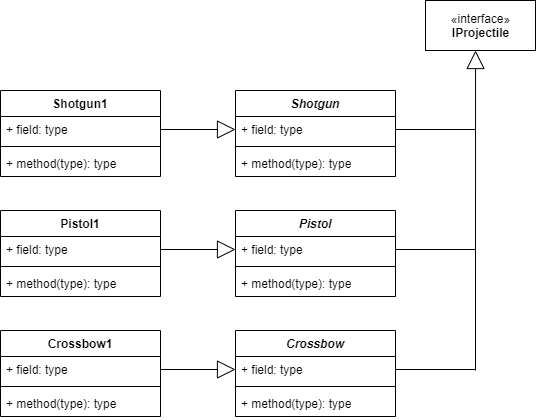 «interface»
IProjectile
Shotgun1
+ field: type
+ method(type): type
Shotgun
+ field: type
+ method(type): type
Pistol1
+ field: type
+ method(type): type
Pistol
+ field: type
+ method(type): type
Crossbow1
+ field: type
+ method(type): type
Crossbow
+ field: type
+ method(type): type